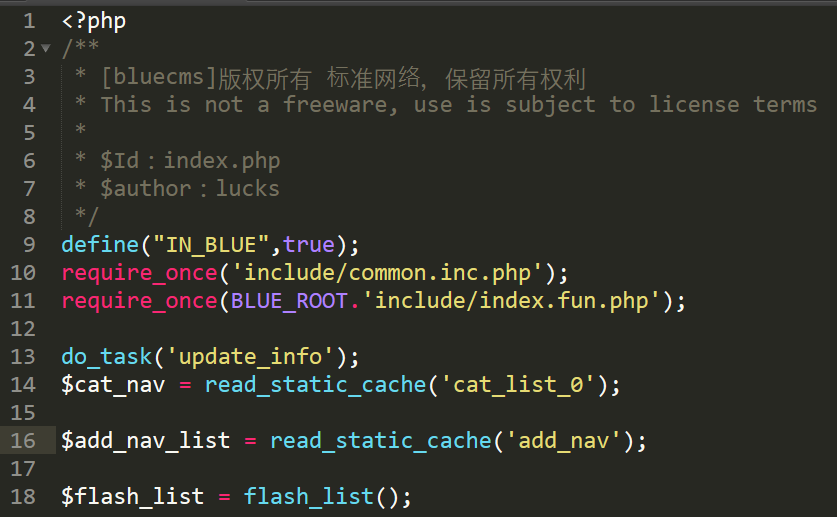 1 <?php
2 /**
3 * [bluecms]版权所有 标准网络，保留所有权利
4 * This is not a freeware, use is subject to license terms
5 *
6 * $Id：index.php
7 * $author：lucks
8 */
9 define("IN_BLUE",true);
10 require_once('include/common.inc.php');
11 require_once(BLUE_ROOT.'include/index.fun.php');
12
13 do_task('update_info');
14 $cat_nav = read_static_cache('cat_list_0');
15
16 $add_nav_list = read_static_cache('add_nav');
17
18 $flash_list = flash_list();